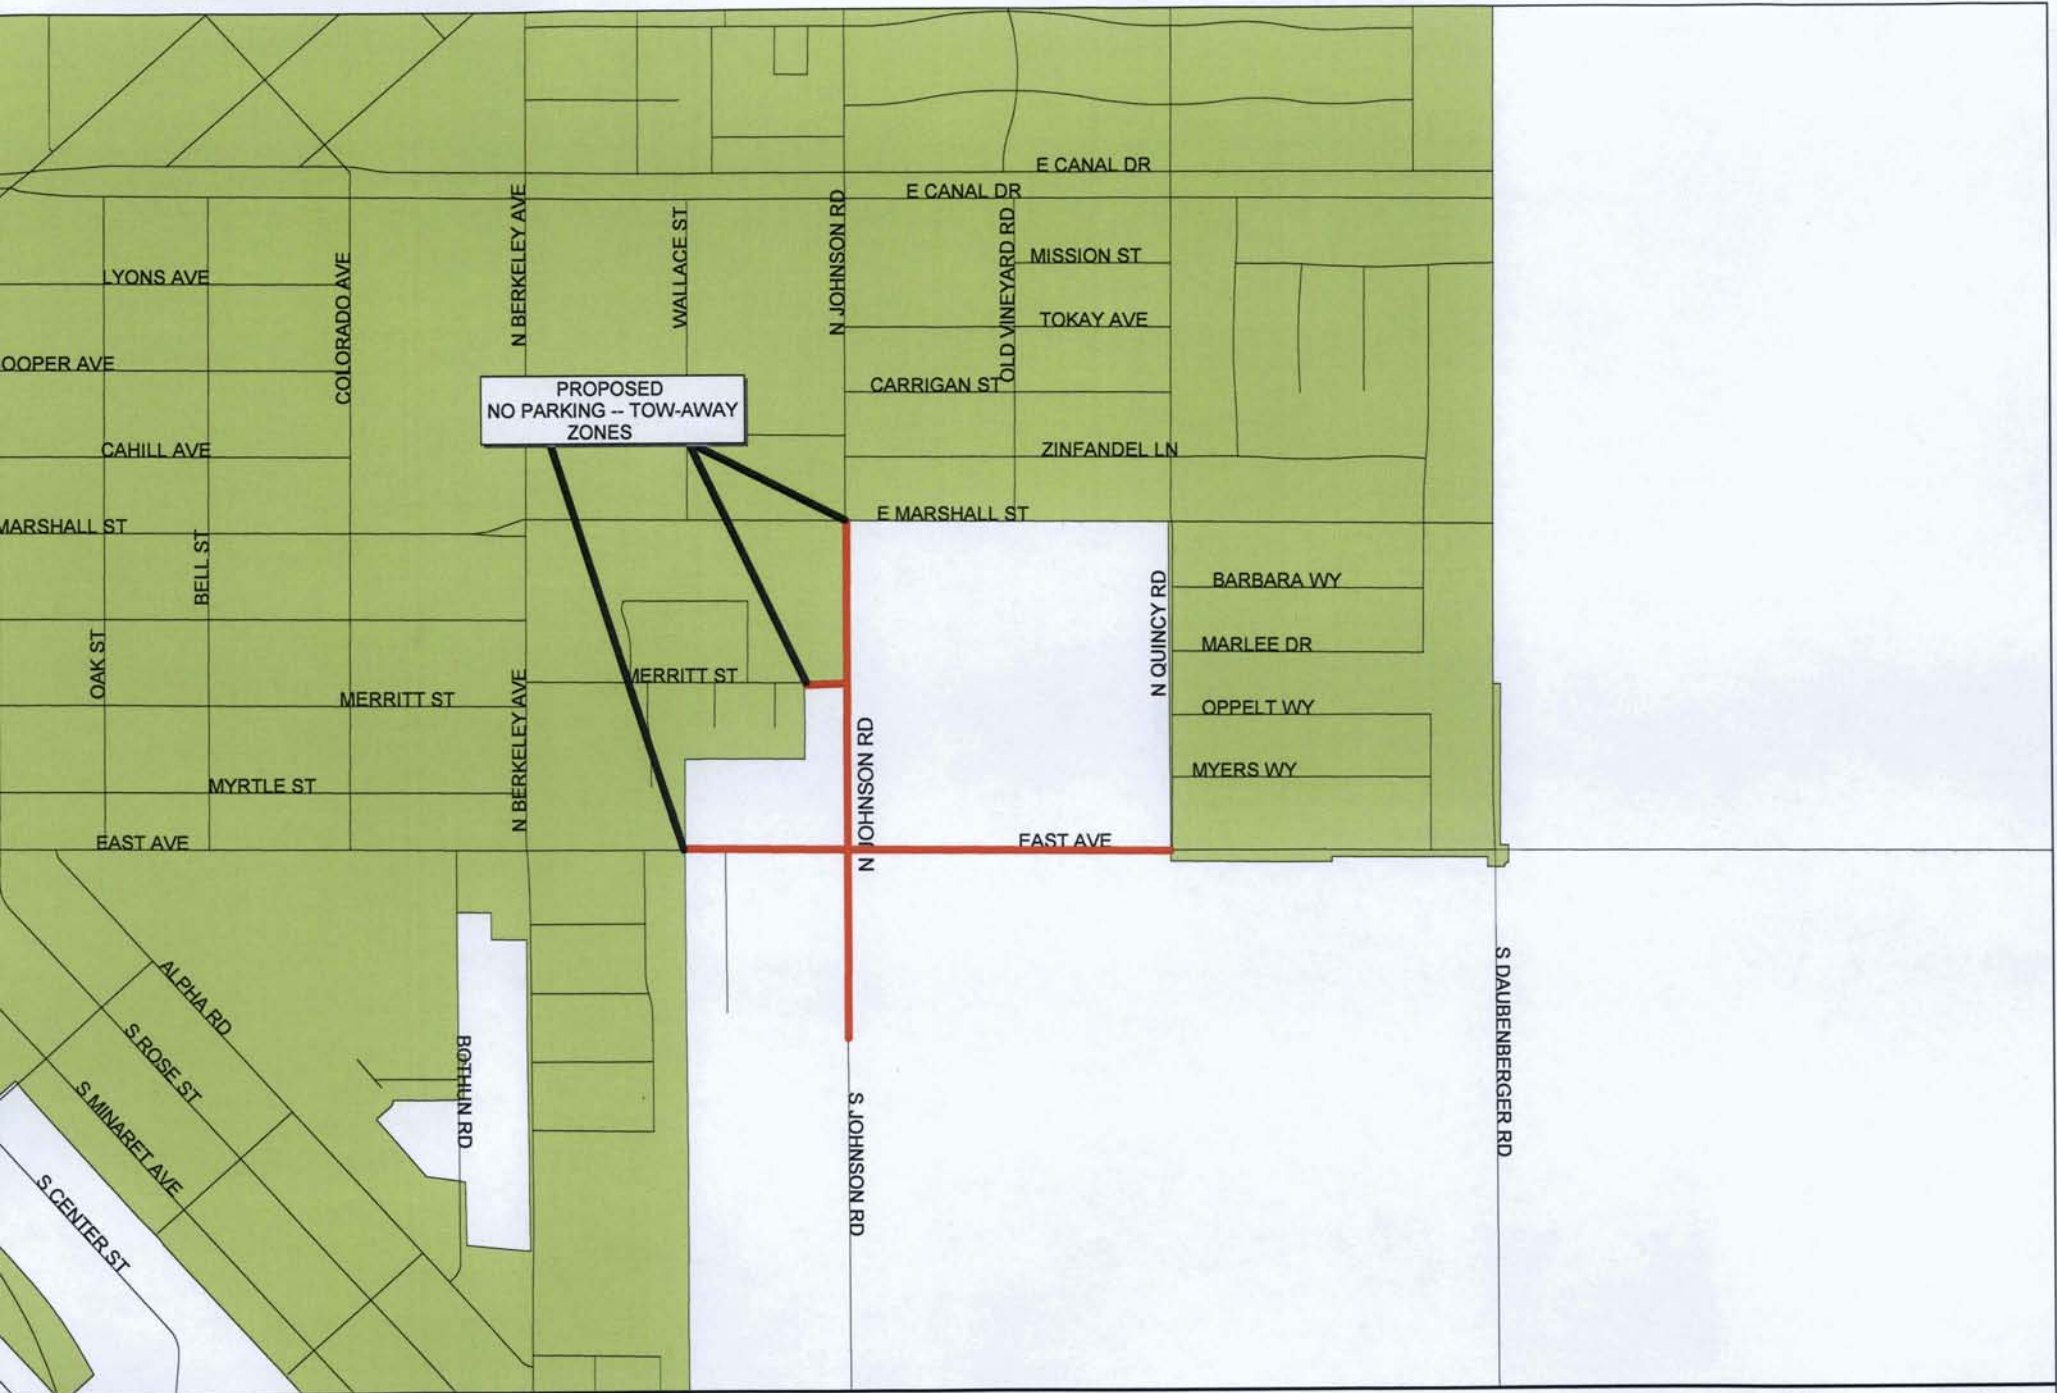 E CANAL DR
E CANAL DR
N BERKELEY AVE
WALLACE ST
N JOHNSON RD
OLD VINEYARD RD
MISSION ST
LYONS AVE
COLORADO AVE
TOKAY AVE
OOPER AVE
PROPOSED
NO PARKING -- TOW-AWAY
ZONES
CARRIGAN ST
CAHILL AVE
ZINFANDEL LN
MARSHALL ST
E MARSHALL ST
BELL ST
N QUINCY RD
BARBARA WY
OAK ST
MARLEE DR
MERRITT ST
MERRITT ST
N BERKELEY AVE
OPPELT WY
N JOHNSON RD
MYRTLE ST
MYERS WY
EAST AVE
EAST AVE
ALPHA RD
S ROSE ST
S MINARET AVE
S CENTER ST
BOTHUN RD
S JOHNSON RD
S DAUBENBERGER RD